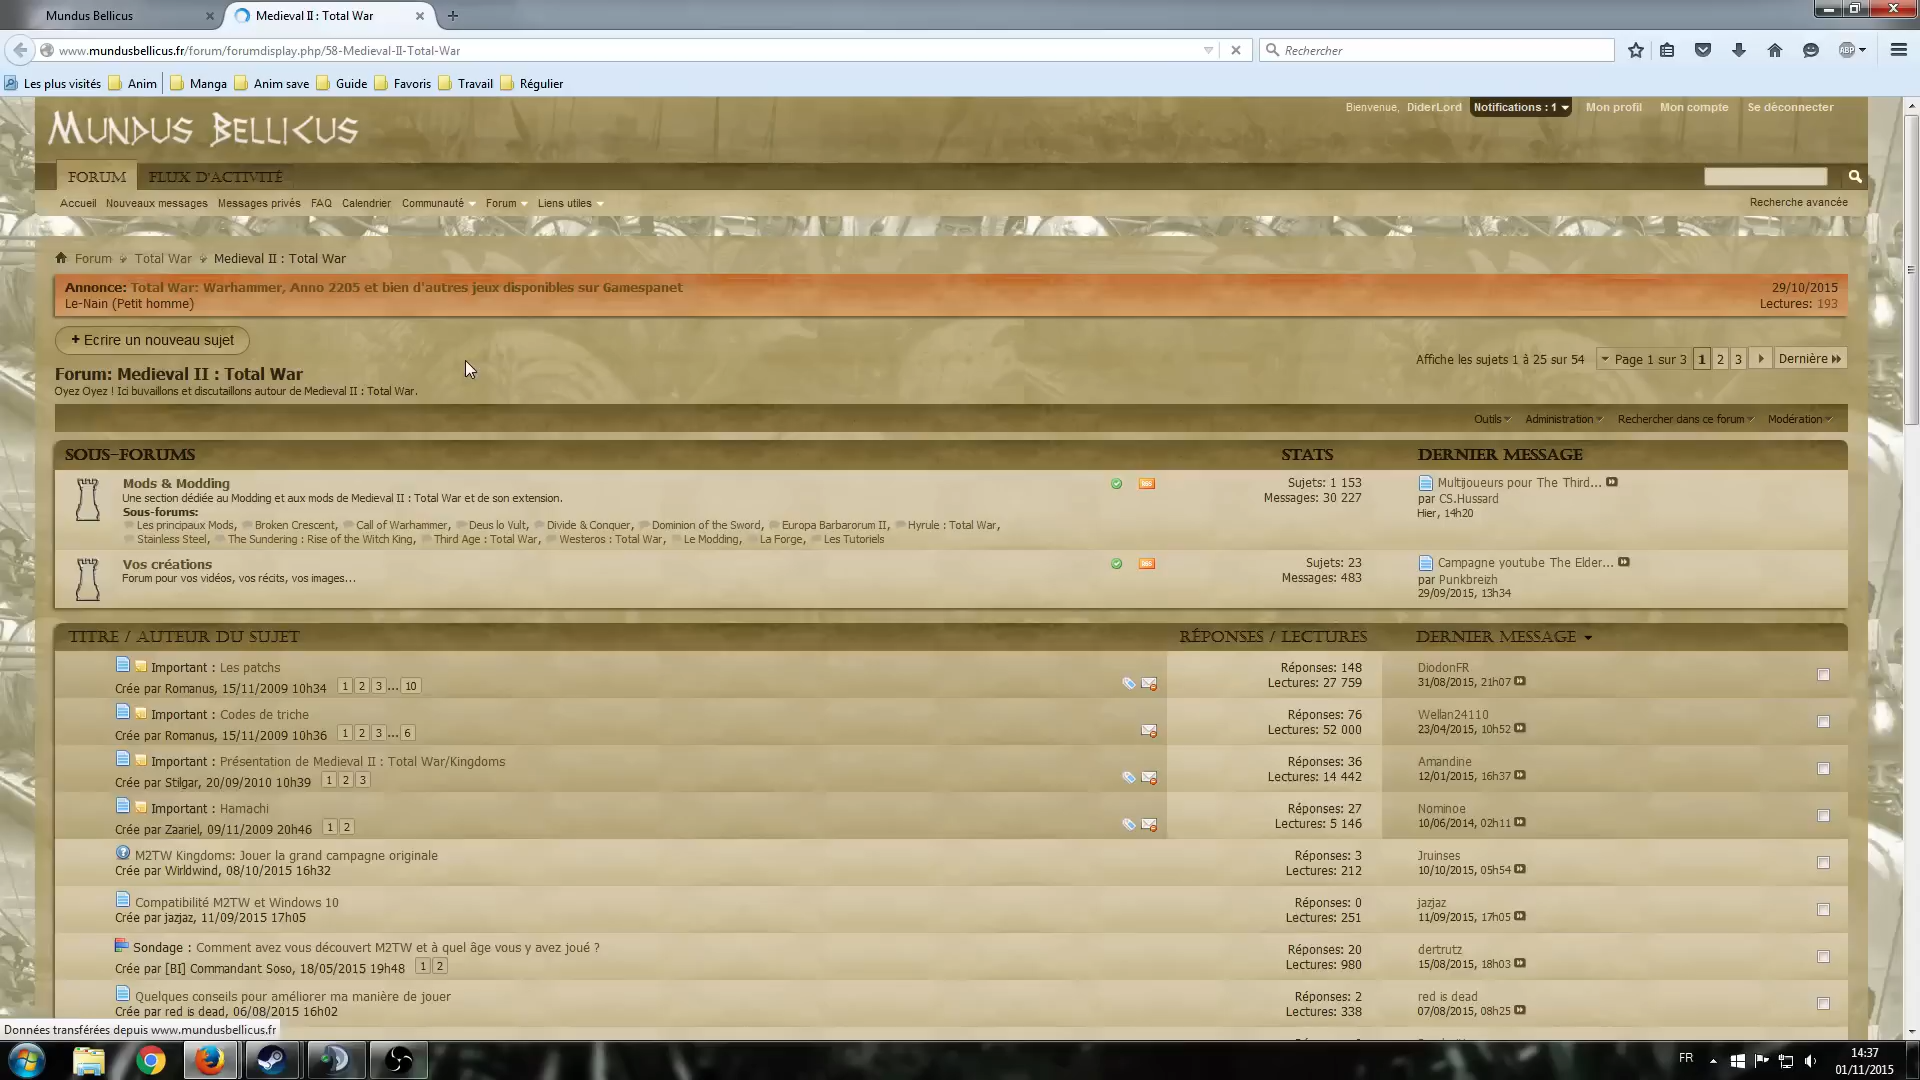 Mundus Bellicus
Medieval II : Total War
www.mundusbellicus.fr/forum/forumdisplay.php/58-Medieval-II-Total-War
Rechercher
ABP
Les plus visités Anim Manga Anim save Guide Favoris Travail Régulier
Bienvenue, DiderLord Notifications : 1 Mon profil Mon compte Se déconnecter
MUNDUS BELLICUS
FORUM FLUX D'ACTIVITÉ
Accueil Nouveaux messages Messages privés FAQ Calendrier Communauté Forum Liens utiles Recherche avancée
Forum Total War Medieval II : Total War
Annonce: Total War: Warhammer, Anno 2205 et bien d'autres jeux disponibles sur Gamespanet 29/10/2015
Le-Nain (Petit homme) Lectures: 193
+ Ecrire un nouveau sujet
Affiche les sujets 1 à 25 sur 54 Page 1 sur 3 1 2 3 Dernière
Forum: Medieval II : Total War
Oyez Oyez ! Ici buvaillons et discutaillons autour de Medieval II : Total War.
Outils Administration Rechercher dans ce forum Modération
SOUS-FORUMS STATS DERNIER MESSAGE
Mods & Modding Sujets: 1 153 Multijoueurs pour The Third...
Une section dédiée au Modding et aux mods de Medieval II : Total War et de son extension. Messages: 30 227 par CS.Hussard
Sous-forums: Hier, 14h20
Les principaux Mods, Broken Crescent, Call of Warhammer, Deus lo Vult, Divide & Conquer, Dominion of the Sword, Europa Barbarorum II, Hyrule : Total War,
Stainless Steel, The Sundering : Rise of the Witch King, Third Age : Total War, Westeros : Total War, Le Modding, La Forge, Les Tutoriels
Vos créations Sujets: 23 Campagne youtube The Elder...
Forum pour vos vidéos, vos récits, vos images... Messages: 483 par Punkbreizh
29/09/2015, 13h34
TITRE / AUTEUR DU SUJET RÉPONSES / LECTURES DERNIER MESSAGE
Important : Les patchs Réponses: 148 DiodonFR
Crée par Romanus, 15/11/2009 10h34 1 2 3 ... 10 Lectures: 27 759 31/08/2015, 21h07
Important : Codes de triche Réponses: 76 Wellan24110
Crée par Romanus, 15/11/2009 10h36 1 2 3 ... 6 Lectures: 52 000 23/04/2015, 10h52
Important : Présentation de Medieval II : Total War/Kingdoms Réponses: 36 Amandine
Crée par Stilgar, 20/09/2010 10h39 1 2 3 Lectures: 14 442 12/01/2015, 16h37
Important : Hamachi Réponses: 27 Nominoe
Crée par Zaariel, 09/11/2009 20h46 1 2 Lectures: 5 146 10/06/2014, 02h11
M2TW Kingdoms: Jouer la grand campagne originale Réponses: 3 Jruinses
Crée par Wirldwind, 08/10/2015 16h32 Lectures: 212 10/10/2015, 05h54
Compatibilité M2TW et Windows 10 Réponses: 0 jazjaz
Crée par jazjaz, 11/09/2015 17h05 Lectures: 251 11/09/2015, 17h05
Sondage : Comment avez vous découvert M2TW et à quel âge vous y avez joué ? Réponses: 20 dertrutz
Crée par [BI] Commandant Soso, 18/05/2015 19h48 1 2 Lectures: 980 15/08/2015, 18h03
Quelques conseils pour améliorer ma manière de jouer Réponses: 2 red is dead
Crée par red is dead, 06/08/2015 16h02 Lectures: 338 07/08/2015, 08h25
Données transférées depuis www.mundusbellicus.fr
FR 14:37
01/11/2015